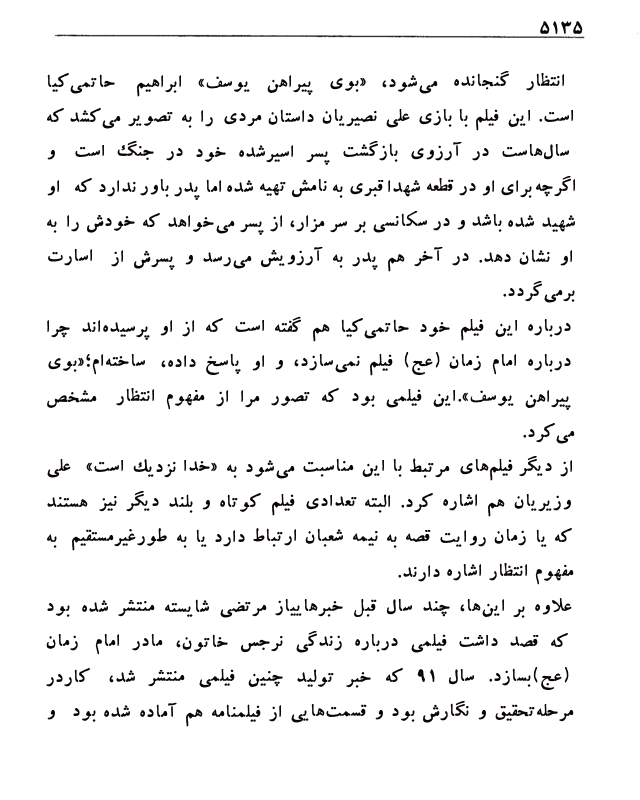 ۵۱۳۵
انتظار گنجانده می‌شود، «بوی پیراهن یوسف» ابراهیم حاتمی‌کیا
است. این فیلم با بازی علی نصیریان داستان مردی را به تصویر می‌کشد که
سال‌هاست در آرزوی بازگشت پسر اسیرشده خود در جنگ است و
اگرچه برای او در قطعه شهدا قبری به نامش تهیه شده اما پدر باور ندارد که او
شهید شده باشد و در سکانسی بر سر مزار، از پسر می‌خواهد که خودش را به
او نشان دهد. در آخر هم پدر به آرزویش می‌رسد و پسرش از اسارت
برمی‌گردد.
درباره این فیلم خود حاتمی‌کیا هم گفته است که از او پرسیده‌اند چرا
درباره امام زمان (عج) فیلم نمی‌سازد، و او پاسخ داده، ساخته‌ام؛«بوی
پیراهن یوسف».این فیلمی بود که تصور مرا از مفهوم انتظار مشخص
می‌کرد.
از دیگر فیلم‌های مرتبط با این مناسبت می‌شود به «خدا نزدیك است» علی
وزیریان هم اشاره کرد. البته تعدادی فیلم کوتاه و بلند دیگر نیز هستند
که یا زمان روایت قصه به نیمه شعبان ارتباط دارد یا به طورغیرمستقیم به
مفهوم انتظار اشاره دارند.
علاوه بر این‌ها، چند سال قبل خبرهاییاز مرتضی شایسته منتشر شده بود
که قصد داشت فیلمی درباره زندگی نرجس خاتون، مادر امام زمان
(عج)بسازد. سال ۹۱ که خبر تولید چنین فیلمی منتشر شد، کاردر
مرحله‌تحقیق و نگارش بود و قسمت‌هایی از فیلمنامه هم آماده شده بود و